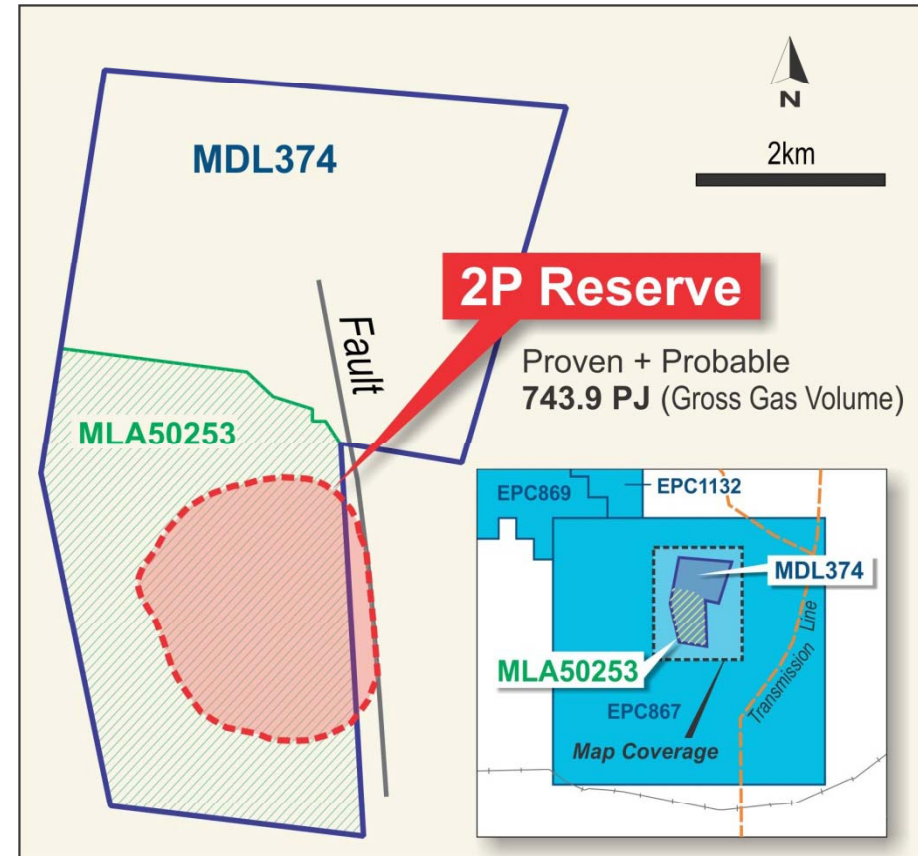 MDL374
N
2km
2P Reserve
Fault
Proven + Probable
743.9 PJ (Gross Gas Volume)
MLA50253
EPC869
EPC1132
MDL374
MLA50253
Transmission Line
EPC867
Map Coverage